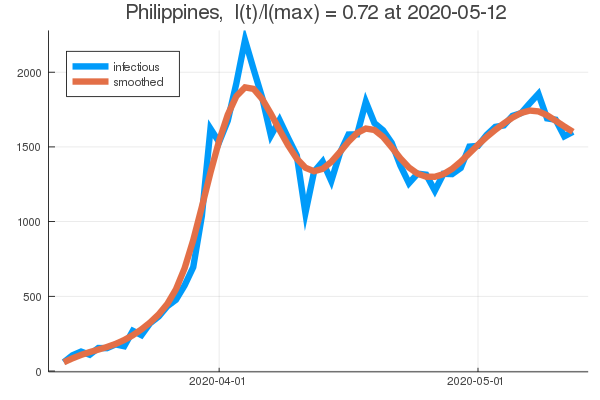 Philippines, I(t)/I(max) = 0.72 at 2020-05-12
infectious
smoothed
2000
1500
1000
500
0
2020-04-01
2020-05-01